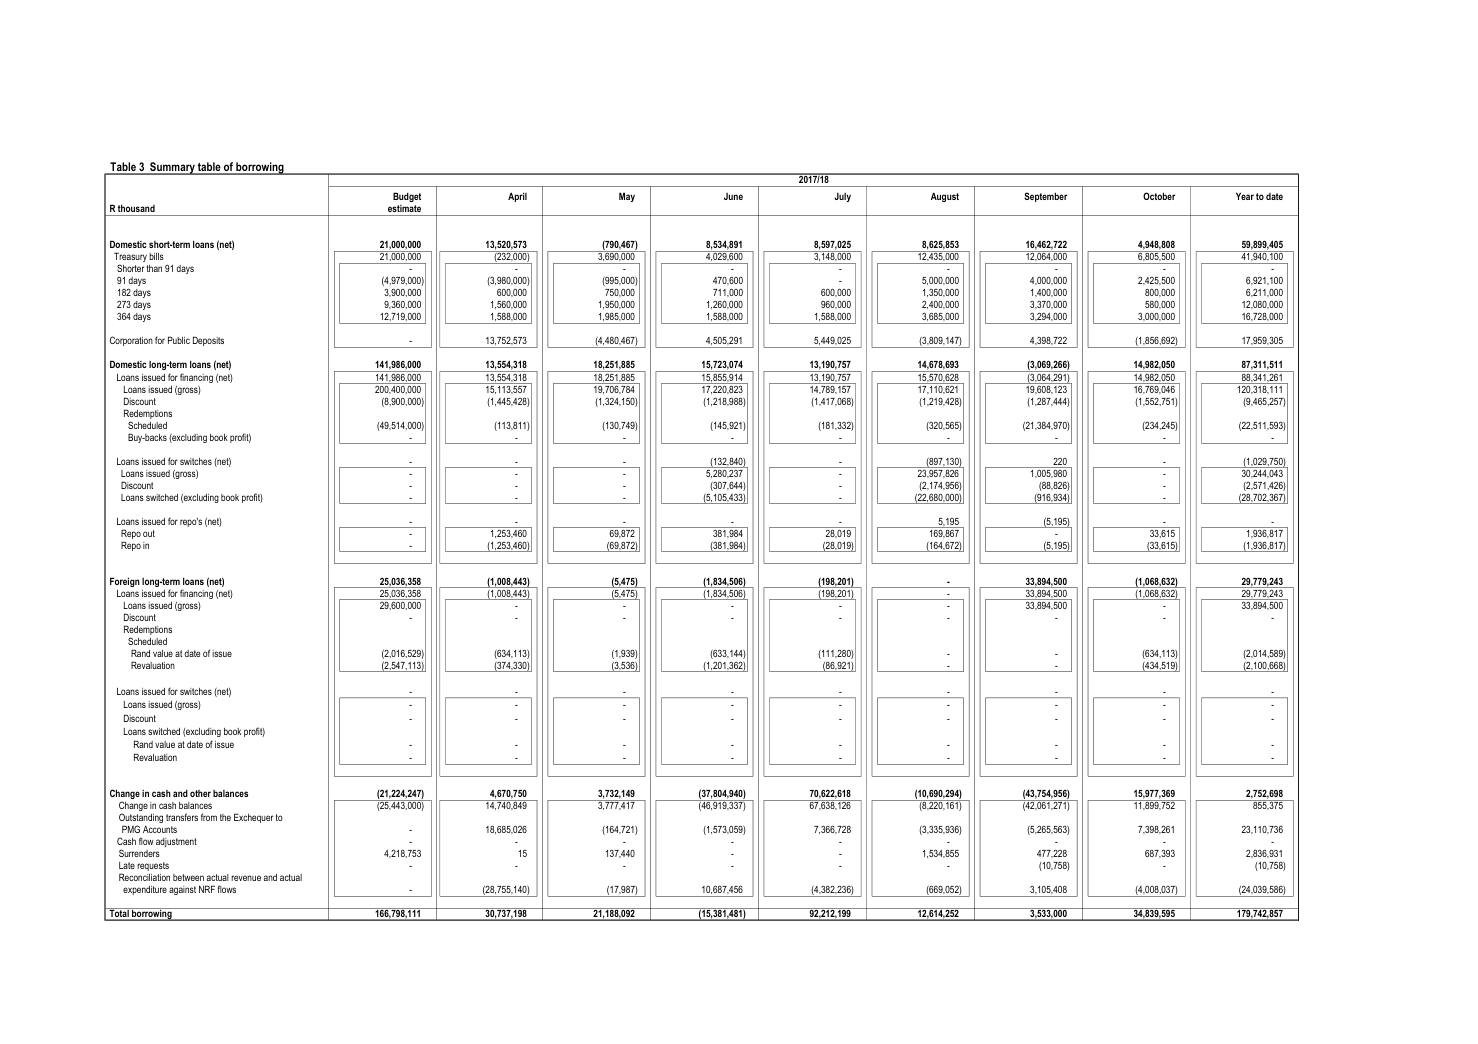 Table 3 Summary table of borrowing
2017/18
Budget April May June July August September October Year to date
R thousand estimate
Domestic short-term loans (net) 21,000,000 13,520,573 (790,467) 8,534,891 8,597,025 8,625,853 16,462,722 4,948,808 59,899,405
Treasury bills 21,000,000 (232,000) 3,690,000 4,029,600 3,148,000 12,435,000 12,064,000 6,805,500 41,940,100
Shorter than 91 days - - - - - - - - -
91 days (4,979,000) (3,980,000) (995,000) 470,600 - 5,000,000 4,000,000 2,425,500 6,921,100
182 days 3,900,000 600,000 750,000 711,000 600,000 1,350,000 1,400,000 800,000 6,211,000
273 days 9,360,000 1,560,000 1,950,000 1,260,000 960,000 2,400,000 3,370,000 580,000 12,080,000
364 days 12,719,000 1,588,000 1,985,000 1,588,000 1,588,000 3,685,000 3,294,000 3,000,000 16,728,000
Corporation for Public Deposits - 13,752,573 (4,480,467) 4,505,291 5,449,025 (3,809,147) 4,398,722 (1,856,692) 17,959,305
Domestic long-term loans (net) 141,986,000 13,554,318 18,251,885 15,723,074 13,190,757 14,678,693 (3,069,266) 14,982,050 87,311,511
Loans issued for financing (net) 141,986,000 13,554,318 18,251,885 15,855,914 13,190,757 15,570,628 (3,064,291) 14,982,050 88,341,261
Loans issued (gross) 200,400,000 15,113,557 19,706,784 17,220,823 14,789,157 17,110,621 19,608,123 16,769,046 120,318,111
Discount (8,900,000) (1,445,428) (1,324,150) (1,218,988) (1,417,068) (1,219,428) (1,287,444) (1,552,751) (9,465,257)
Redemptions
Scheduled (49,514,000) (113,811) (130,749) (145,921) (181,332) (320,565) (21,384,970) (234,245) (22,511,593)
Buy-backs (excluding book profit) - - - - - - - - -
Loans issued for switches (net) - - - (132,840) - (897,130) 220 - (1,029,750)
Loans issued (gross) - - - 5,280,237 - 23,957,826 1,005,980 - 30,244,043
Discount - - - (307,644) - (2,174,956) (88,826) - (2,571,426)
Loans switched (excluding book profit) - - - (5,105,433) - (22,680,000) (916,934) - (28,702,367)
Loans issued for repo's (net) - - - - - 5,195 (5,195) - -
Repo out - 1,253,460 69,872 381,984 28,019 169,867 - 33,615 1,936,817
Repo in - (1,253,460) (69,872) (381,984) (28,019) (164,672) (5,195) (33,615) (1,936,817)
Foreign long-term loans (net) 25,036,358 (1,008,443) (5,475) (1,834,506) (198,201) - 33,894,500 (1,068,632) 29,779,243
Loans issued for financing (net) 25,036,358 (1,008,443) (5,475) (1,834,506) (198,201) - 33,894,500 (1,068,632) 29,779,243
Loans issued (gross) 29,600,000 - - - - - 33,894,500 - 33,894,500
Discount - - - - - - - - -
Redemptions
Scheduled
Rand value at date of issue (2,016,529) (634,113) (1,939) (633,144) (111,280) - - (634,113) (2,014,589)
Revaluation (2,547,113) (374,330) (3,536) (1,201,362) (86,921) - - (434,519) (2,100,668)
Loans issued for switches (net) - - - - - - - - -
Loans issued (gross) - - - - - - - - -
Discount - - - - - - - - -
Loans switched (excluding book profit)
Rand value at date of issue - - - - - - - - -
Revaluation - - - - - - - - -
Change in cash and other balances (21,224,247) 4,670,750 3,732,149 (37,804,940) 70,622,618 (10,690,294) (43,754,956) 15,977,369 2,752,698
Change in cash balances (25,443,000) 14,740,849 3,777,417 (46,919,337) 67,638,126 (8,220,161) (42,061,271) 11,899,752 855,375
Outstanding transfers from the Exchequer to
PMG Accounts - 18,685,026 (164,721) (1,573,059) 7,366,728 (3,335,936) (5,265,563) 7,398,261 23,110,736
Cash flow adjustment - - - - - - - - -
Surrenders 4,218,753 15 137,440 - - 1,534,855 477,228 687,393 2,836,931
Late requests - - - - - - (10,758) - (10,758)
Reconciliation between actual revenue and actual
expenditure against NRF flows - (28,755,140) (17,987) 10,687,456 (4,382,236) (669,052) 3,105,408 (4,008,037) (24,039,586)
Total borrowing 166,798,111 30,737,198 21,188,092 (15,381,481) 92,212,199 12,614,252 3,533,000 34,839,595 179,742,857